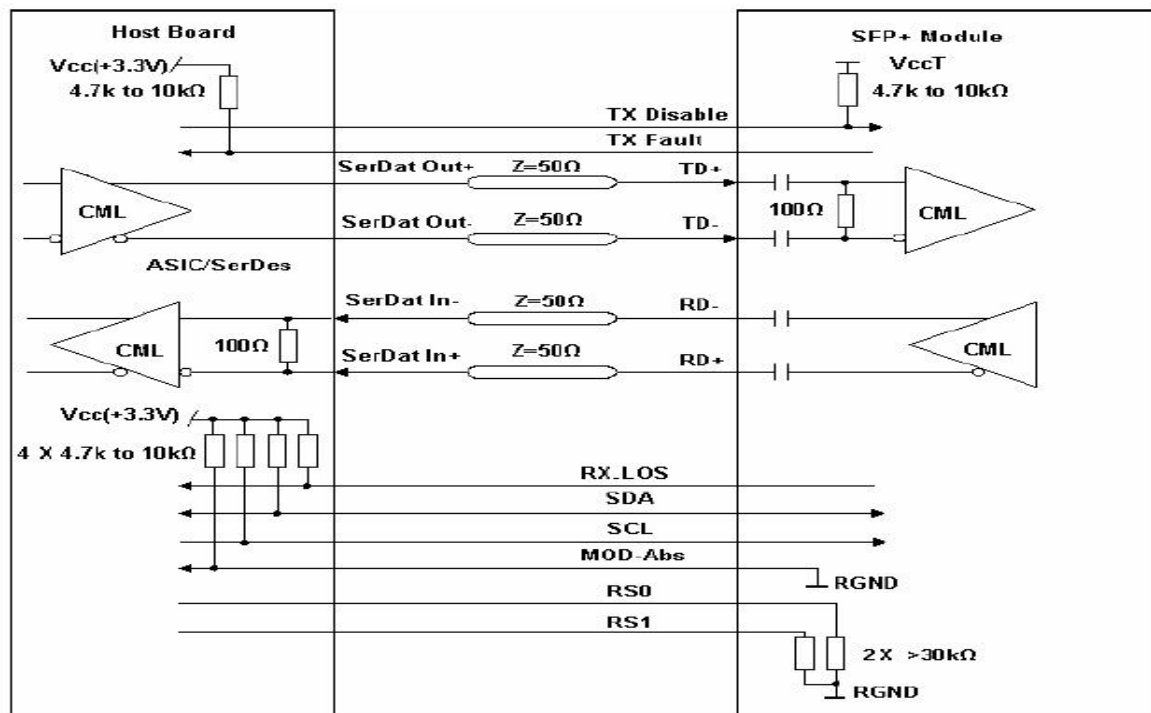 Host Board
SFP+ Module
Vcc(+3.3V)
4.7k to 10kΩ
VccT
4.7k to 10kΩ
TX Disable
TX Fault
SerDat Out+
Z=50Ω
TD+
CML
100Ω
CML
SerDat Out-
Z=50Ω
TD-
ASIC/SerDes
SerDat In-
Z=50Ω
RD-
CML
100Ω
CML
SerDat In+
Z=50Ω
RD+
Vcc(+3.3V)
4 X 4.7k to 10kΩ
RX_LOS
SDA
SCL
MOD-Abs
RGND
RS0
RS1
2 X >30kΩ
RGND